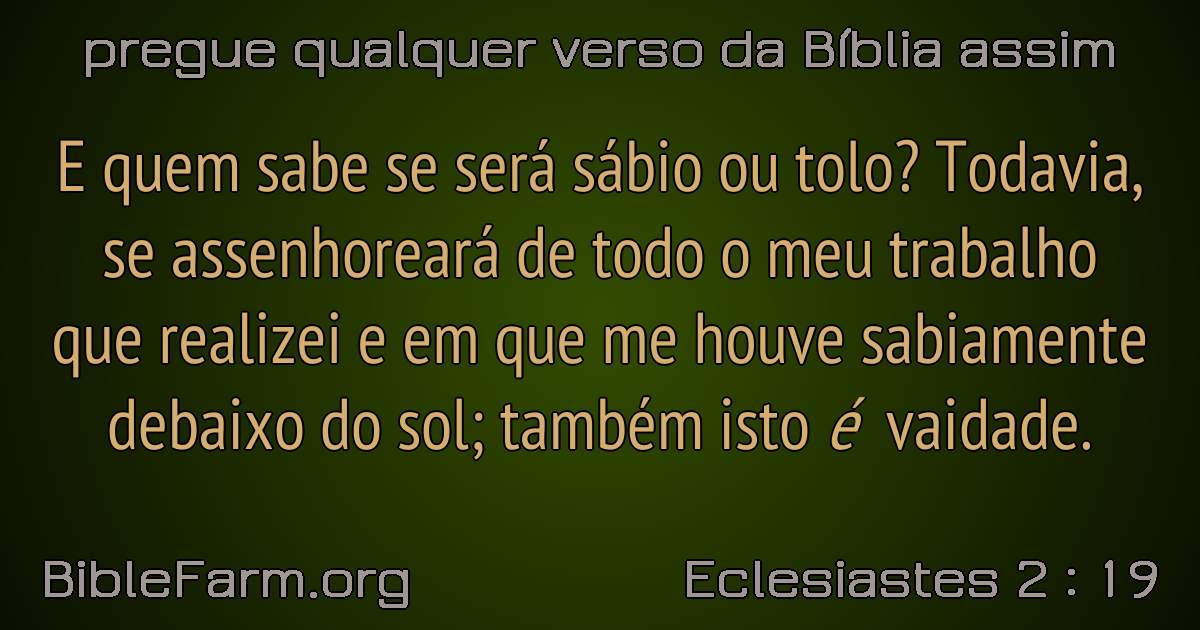 pregue qualquer verso da Bíblia assim
E quem sabe se será sábio ou tolo? Todavia,
se assenhoreará de todo o meu trabalho
que realizei e em que me houve sabiamente
debaixo do sol; também isto é vaidade.
BibleFarm.org
Eclesiastes 2 : 19